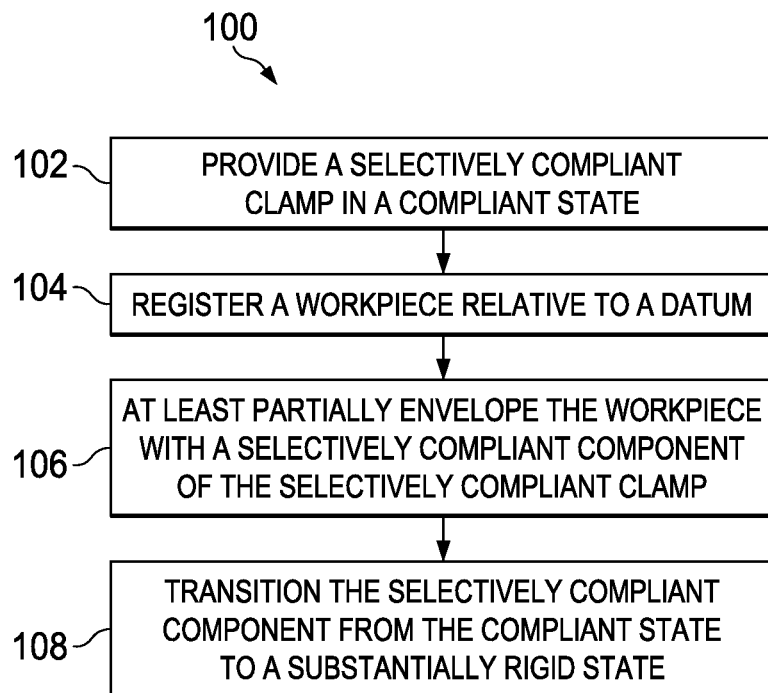 100
102
PROVIDE A SELECTIVELY COMPLIANT
CLAMP IN A COMPLIANT STATE
104
REGISTER A WORKPIECE RELATIVE TO A DATUM
106
AT LEAST PARTIALLY ENVELOPE THE WORKPIECE
WITH A SELECTIVELY COMPLIANT COMPONENT
OF THE SELECTIVELY COMPLIANT CLAMP
108
TRANSITION THE SELECTIVELY COMPLIANT
COMPONENT FROM THE COMPLIANT STATE
TO A SUBSTANTIALLY RIGID STATE